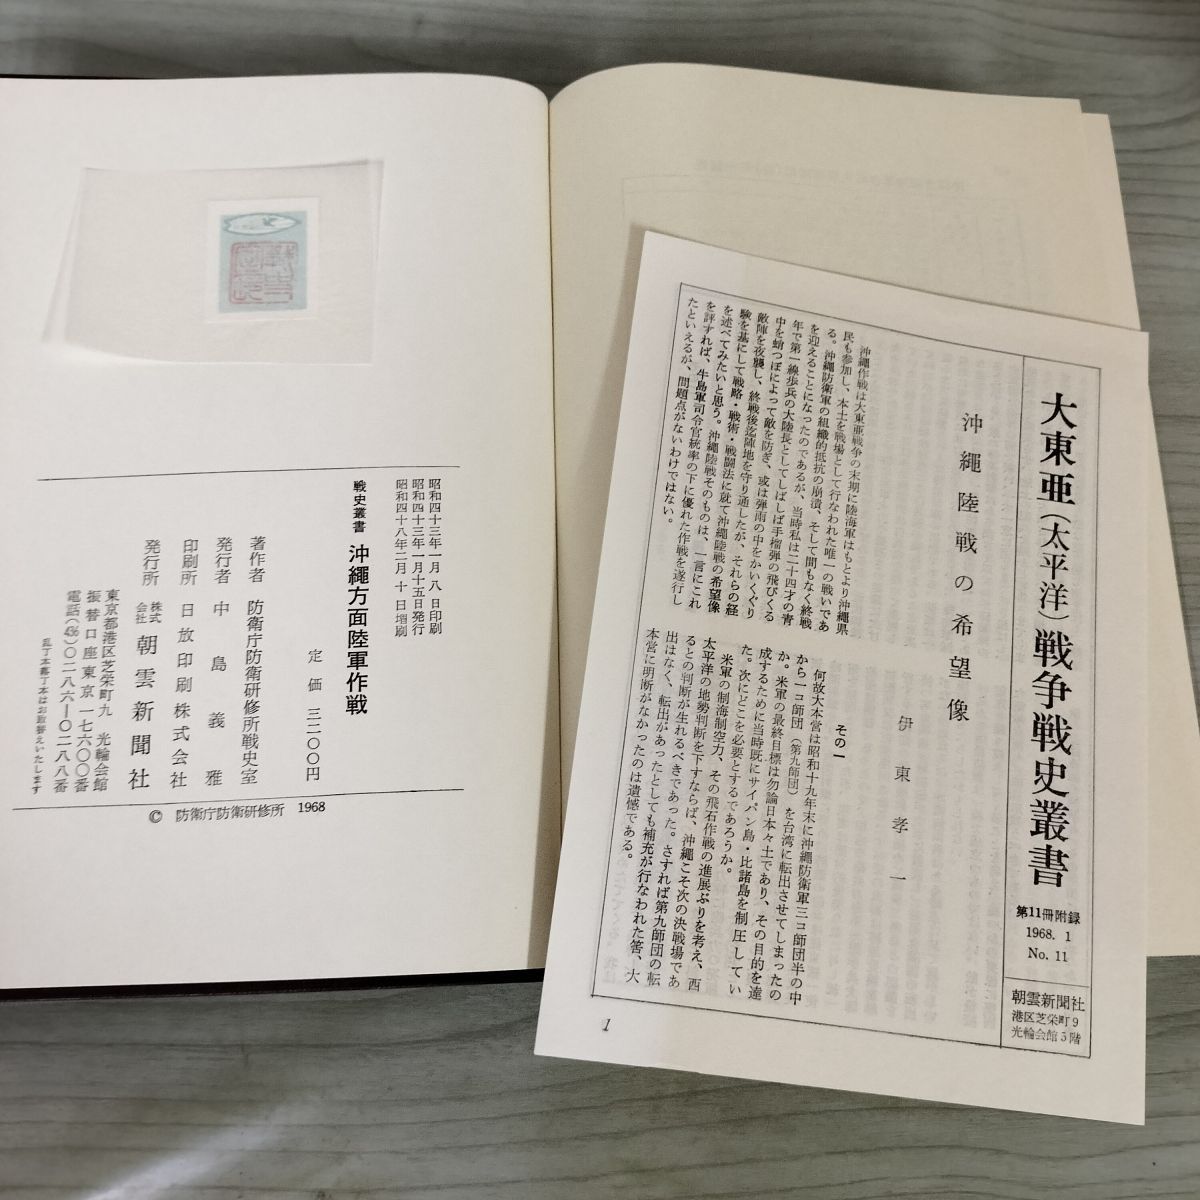 昭和四十三年一月八日印刷
昭和四十三年一月十五日発行
昭和四十八年二月十日増刷
戦史叢書 沖繩方面陸軍作戦
定価 三二〇〇円
著作者 防衛庁防衛研修所戦史室
発行者 中島義雅
印刷所 日放印刷株式会社
発行所 株式会社 朝雲新聞社
東京都港区芝栄町九 光輪会館
振替口座東京一七六〇〇番
電話(436)〇二八六―〇二八八番
乱丁本落丁本はお取替えいたします
© 防衛庁防衛研修所 1968
大東亜(太平洋)戦争戦史叢書
第11冊附録
1968. 1
No. 11
朝雲新聞社
港区芝栄町9
光輪会館3階
沖繩陸戦の希望像
伊東孝一
沖繩作戦は大東亜戦争の末期に陸海軍はもとより沖繩県
民も参加し、本土を戦場として行なわれた唯一の戦いであ
る。沖繩防衛軍の組織的抵抗の崩潰、そして間もなく終戦
を迎えることになったのであるが、当時私は二十四才の青
年で第一線歩兵の大隊長としてしばしば手榴弾の飛びくる
中を蛸つぼによって敵を防ぎ、或は弾雨の中をかいくぐり
敵陣を夜襲し、終戦後迄陣地を守り通したが、それらの経
験を基にして戦略・戦術・戦闘法に就て沖繩陸戦の希望像
を述べてみたいと思う。沖繩陸戦そのものは、一言にこれ
を評すれば、牛島軍司令官統率の下に優れた作戦を遂行し
たといえるが、問題点がないわけではない。
その一
何故大本営は昭和十九年末に沖繩防衛軍三コ師団半の中
から一コ師団(第九師団)を台湾に転出させてしまったの
か。米軍の最終目標は勿論日本々土であり、その目的を達
成するために当時既にサイパン島・比諸島を制圧してい
た。次にどこを必要とするであろうか。
米軍の制海制空力、その飛石作戦の進展ぶりを考え、西
太平洋の地勢判断を下すならば、沖繩こそ次の決戦場であ
るとの判断が生れるべきであった。さすれば第九師団の転
出はなく、転出があったとしても補充が行なわれた筈、大
本営に明断がなかったのは遺憾である。
1